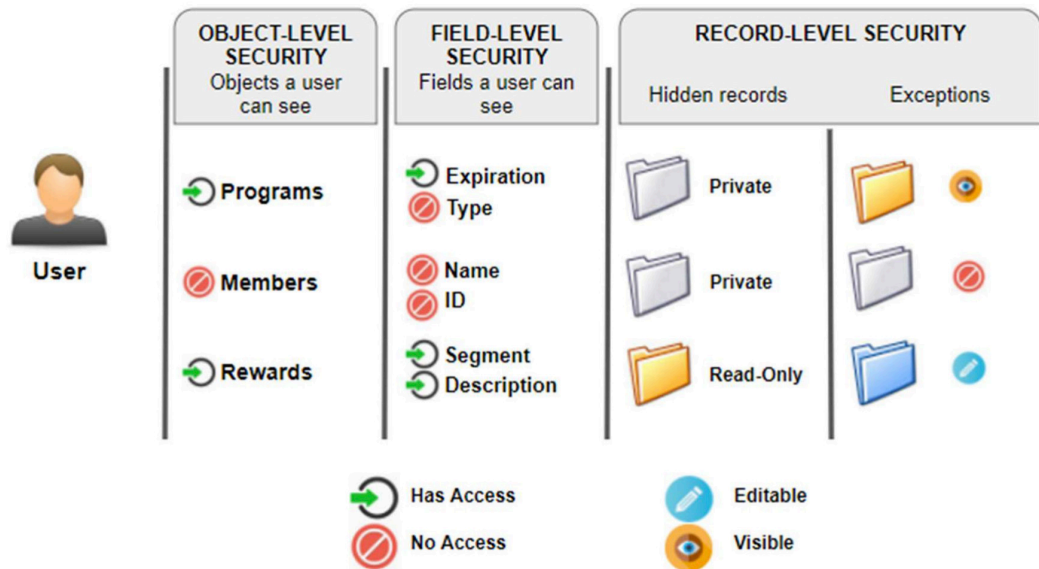 OBJECT-LEVEL
SECURITY
Objects a user
can see
FIELD-LEVEL
SECURITY
Fields a user can
see
RECORD-LEVEL SECURITY
Hidden records
Exceptions
User
Programs
Expiration
Type
Private
Members
Name
ID
Private
Rewards
Segment
Description
Read-Only
Has Access
Editable
No Access
Visible